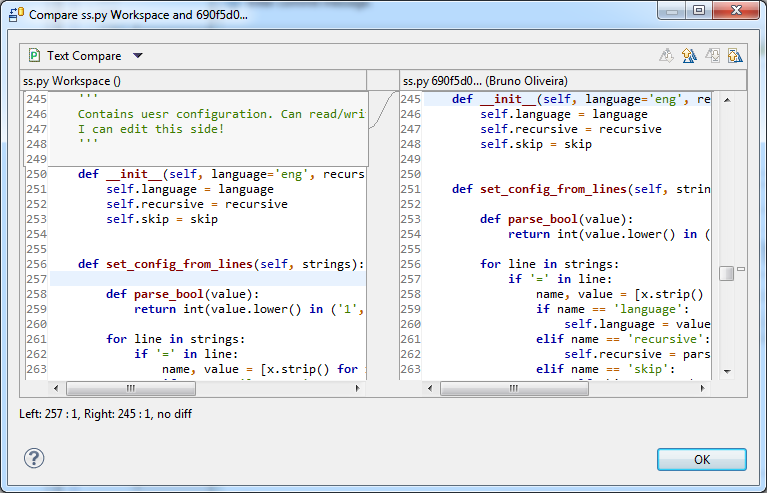 Compare ss.py Workspace and 690f5d0...
Text Compare
ss.py Workspace ()
245 '''
246 Contains uesr configuration. Can read/wri
247 I can edit this side!
248 '''
249
250 def __init__(self, language='eng', recurs
251 self.language = language
252 self.recursive = recursive
253 self.skip = skip
254
255
256 def set_config_from_lines(self, strings):
257
258 def parse_bool(value):
259 return int(value.lower() in ('1',
260
261 for line in strings:
262 if '=' in line:
263 name, value = [x.strip() for
ss.py 690f5d0... (Bruno Oliveira)
245 def __init__(self, language='eng', re
246 self.language = language
247 self.recursive = recursive
248 self.skip = skip
249
250
251 def set_config_from_lines(self, strin
252
253 def parse_bool(value):
254 return int(value.lower() in (
255
256 for line in strings:
257 if '=' in line:
258 name, value = [x.strip()
259 if name == 'language':
260 self.language = value
261 elif name == 'recursive':
262 self.recursive = pars
263 elif name == 'skip':
Left: 257 : 1, Right: 245 : 1, no diff
OK